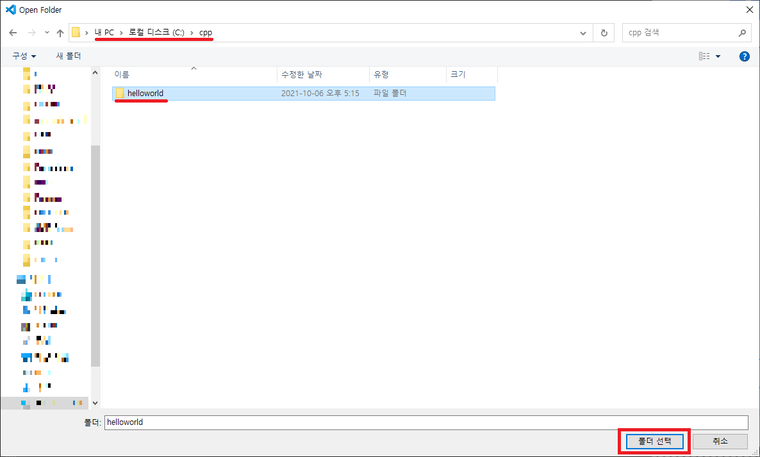 Open Folder
내 PC > 로컬 디스크 (C:) > cpp
cpp 검색
구성
새 폴더
이름 수정한 날짜 유형 크기
helloworld 2021-10-06 오후 5:15 파일 폴더
폴더: helloworld
폴더 선택 취소